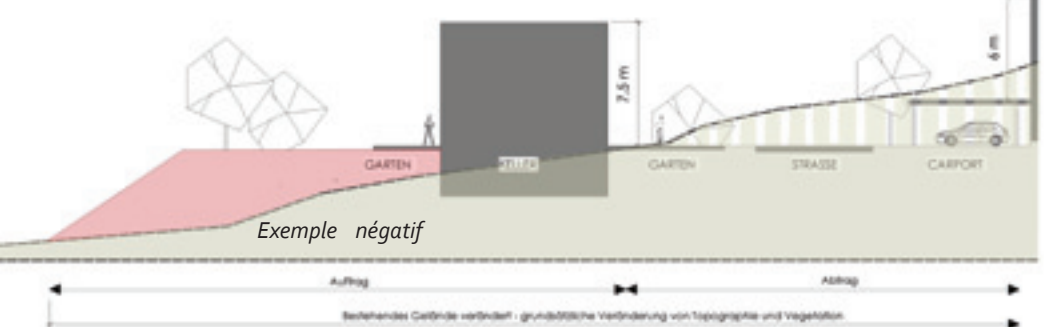 6 m
7,5 m
GARTEN KELLER GARTEN STRASSE CARPORT
Exemple négatif
Auftrag Abtrag
Bestehendes Gelände verändert - grundsätzliche Veränderung von Topographie und Vegetation